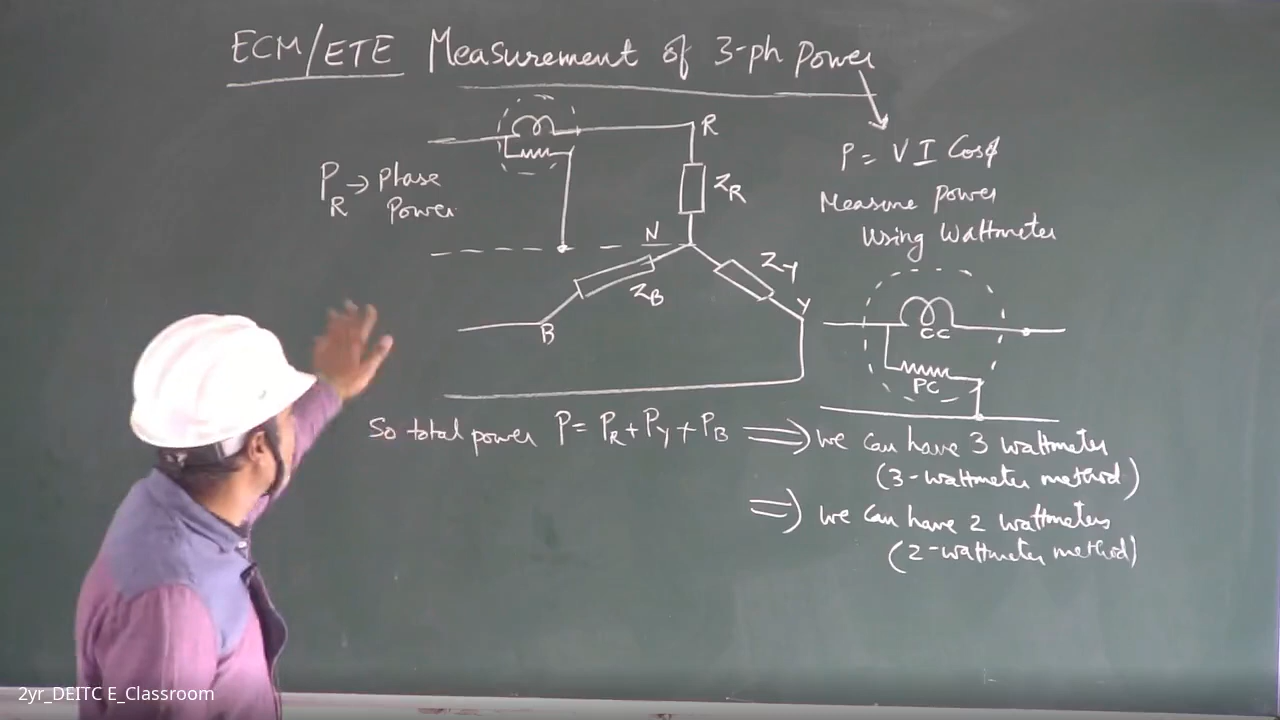 ECM/ETE Measurement of 3-ph power
R
P = V I Cosφ
P_R → Phase Power
Z_R
Measure power
Using Wattmeter
N
Z_Y
Z_B
Y
B
CC
PC
So total power P = P_R + P_Y + P_B ⇒ we can have 3 wattmeter
(3-wattmeter method)
⇒ we can have 2 wattmeters
(2-wattmeter method)
2yr_DEITC E_Classroom